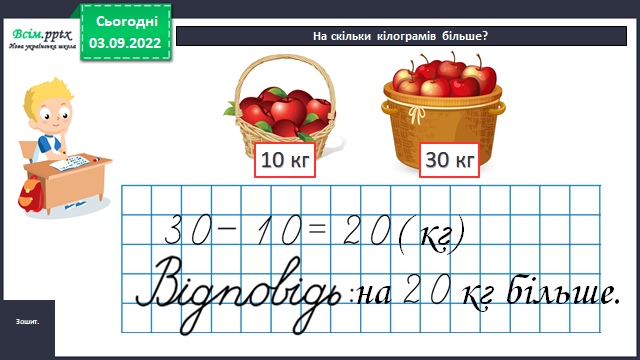 Всім.pptx
Нова українська школа
Сьогодні
03.09.2022
На скільки кілограмів більше?
10 кг
30 кг
30 - 10 = 20 ( кг)
Відповідь: на 20 кг більше.
Зошит.